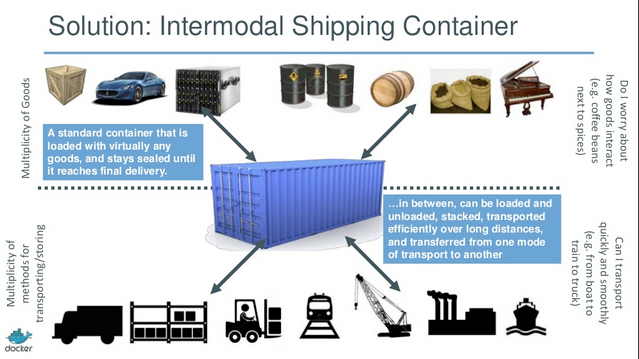 Solution: Intermodal Shipping Container
Multiplicity of Goods
Do I worry about
how goods interact
(e.g. coffee beans
next to spices)
A standard container that is
loaded with virtually any
goods, and stays sealed until
it reaches final delivery.
…in between, can be loaded and
unloaded, stacked, transported
efficiently over long distances,
and transferred from one mode
of transport to another
Multiplicity of
methods for
transporting/storing
Can I transport
quickly and smoothly
(e.g. from boat to
train to truck)
docker